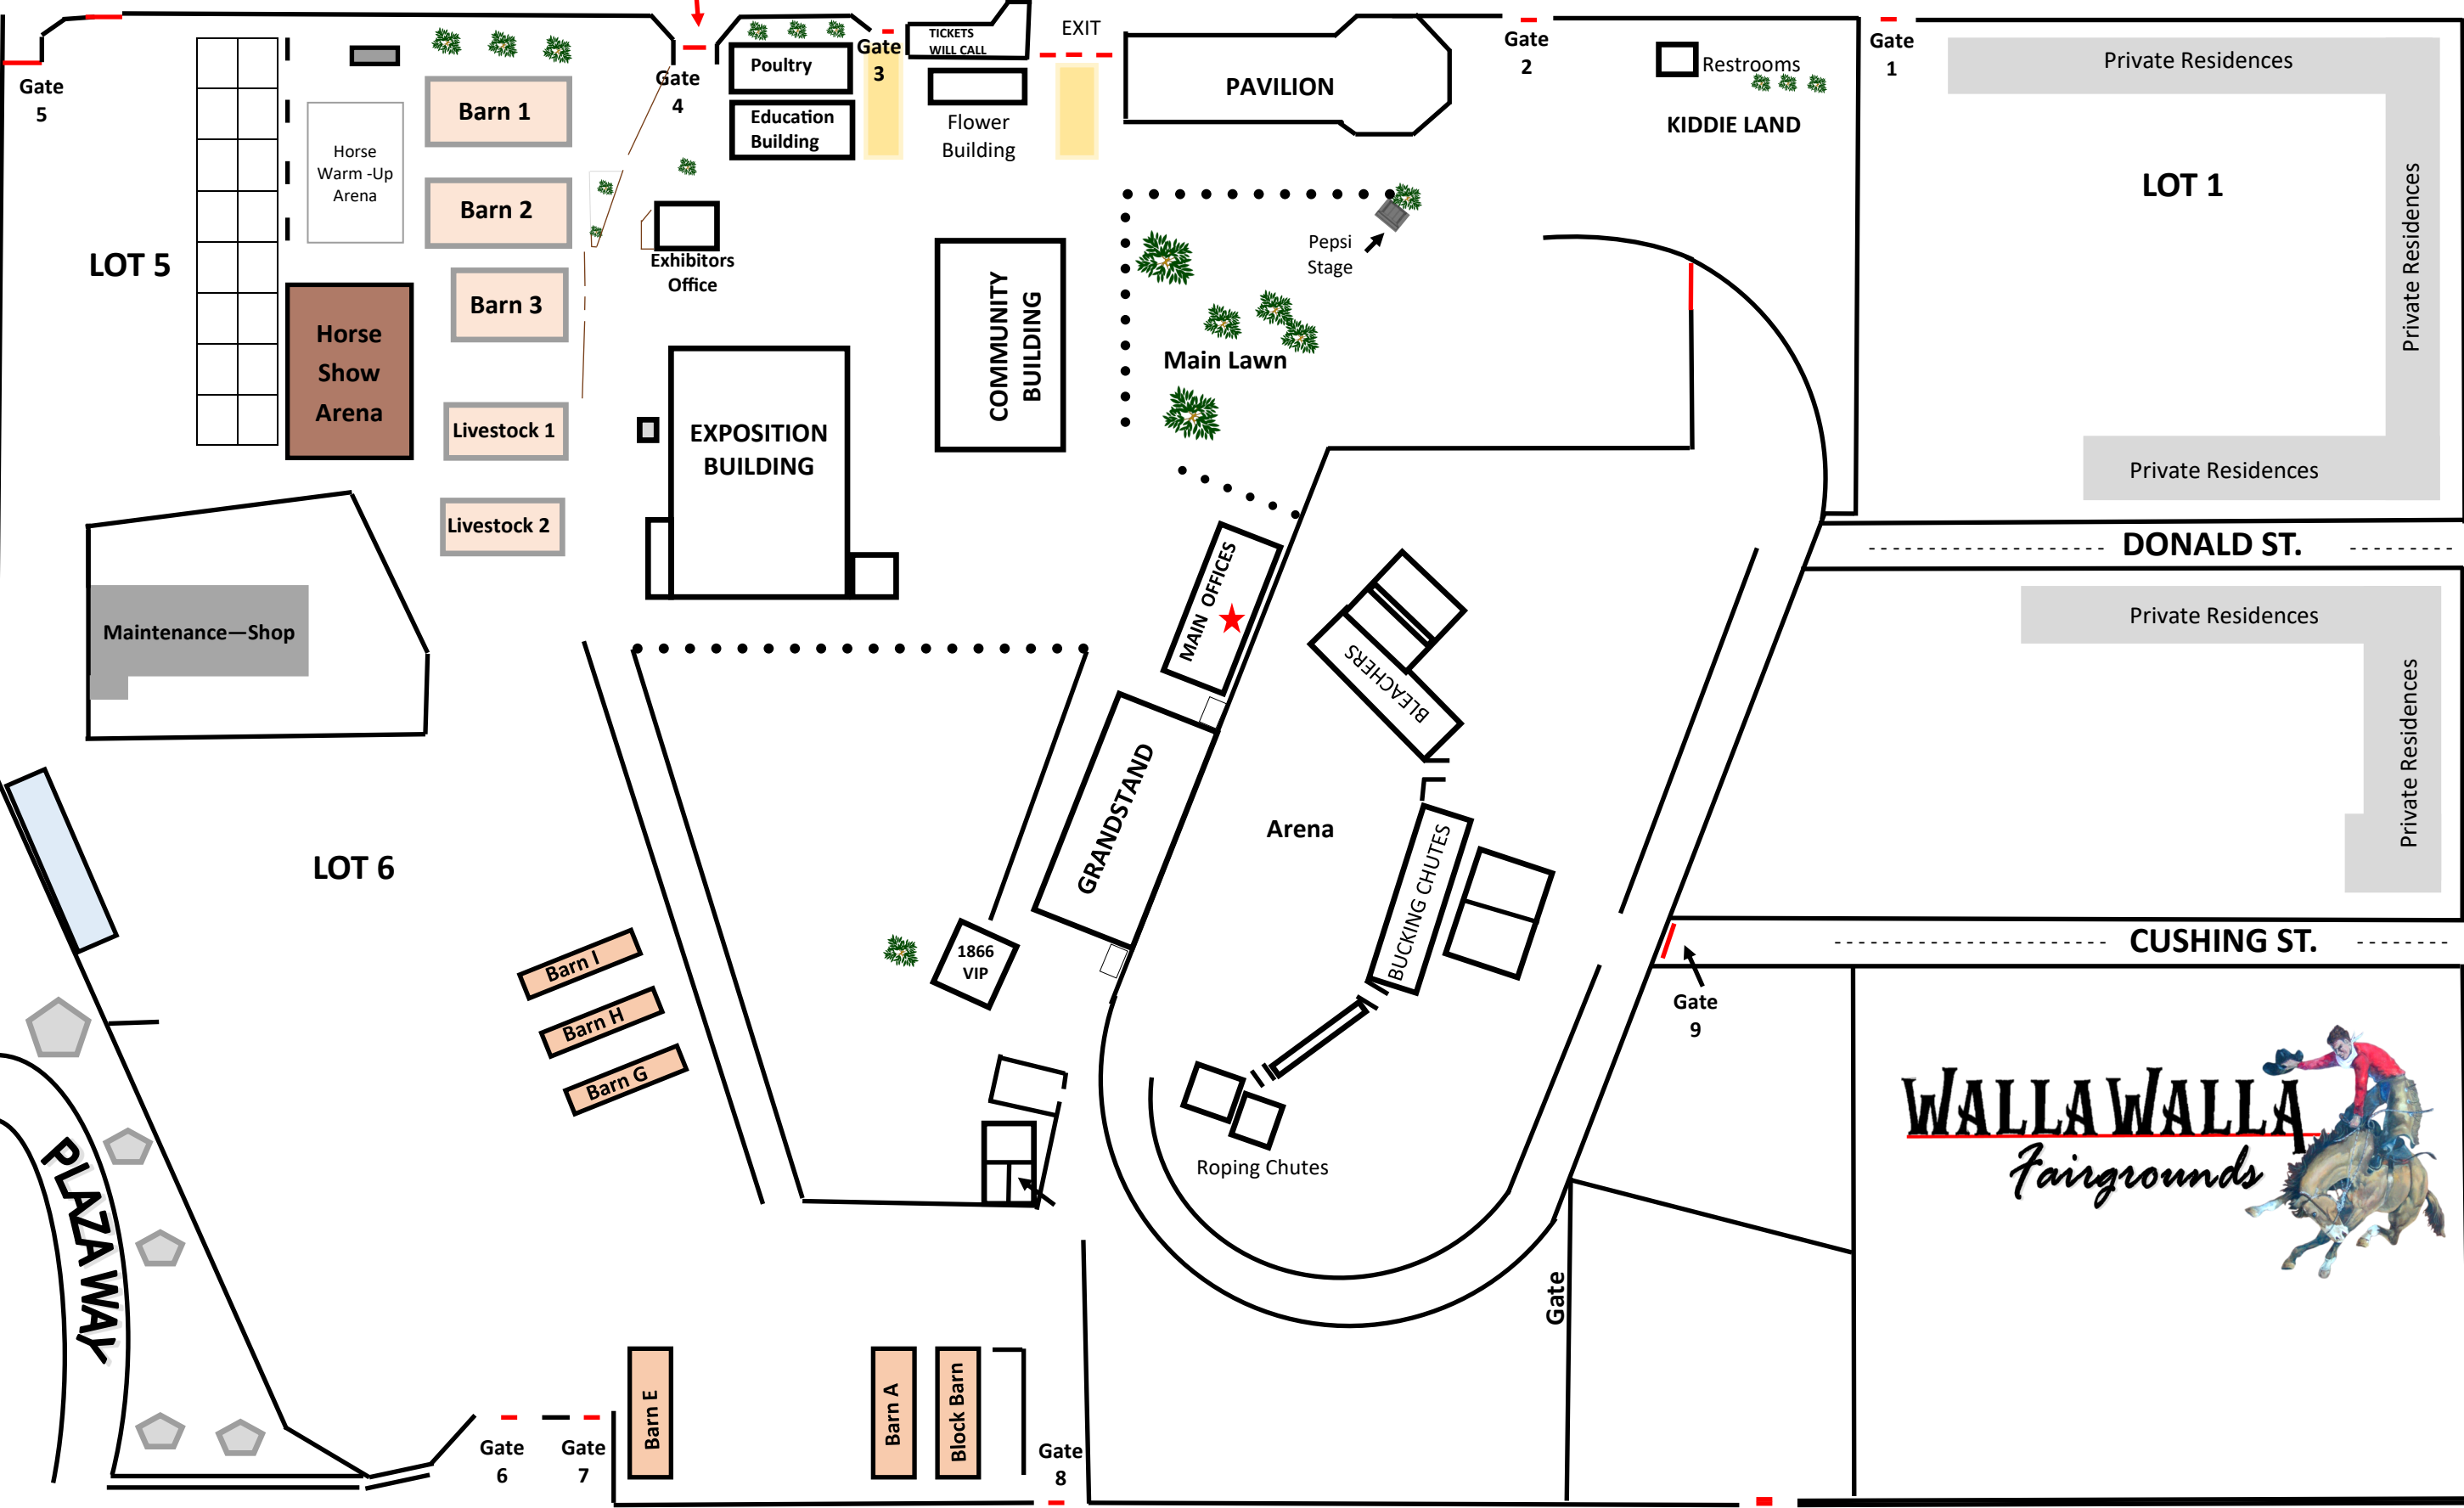 TICKETS
WILL CALL
EXIT
Gate
5
Gate
4
Gate
3
Gate
2
Gate
1
Poultry
Education
Building
Flower
Building
PAVILION
Restrooms
KIDDIE LAND
Private Residences
LOT 1
Private Residences
Private Residences
Barn 1
Horse
Warm -Up
Arena
Barn 2
LOT 5
Barn 3
Exhibitors
Office
Horse
Show
Arena
Livestock 1
Livestock 2
EXPOSITION
BUILDING
COMMUNITY
BUILDING
Pepsi
Stage
Main Lawn
MAIN OFFICES
BLEACHERS
DONALD ST.
Private Residences
Private Residences
Maintenance—Shop
LOT 6
GRANDSTAND
Arena
BUCKING CHUTES
1866
VIP
CUSHING ST.
Gate
9
Barn I
Barn H
Barn G
Roping Chutes
PLAZA WAY
WALLA WALLA
Fairgrounds
Gate
Gate
6
Gate
7
Barn E
Barn A
Block Barn
Gate
8